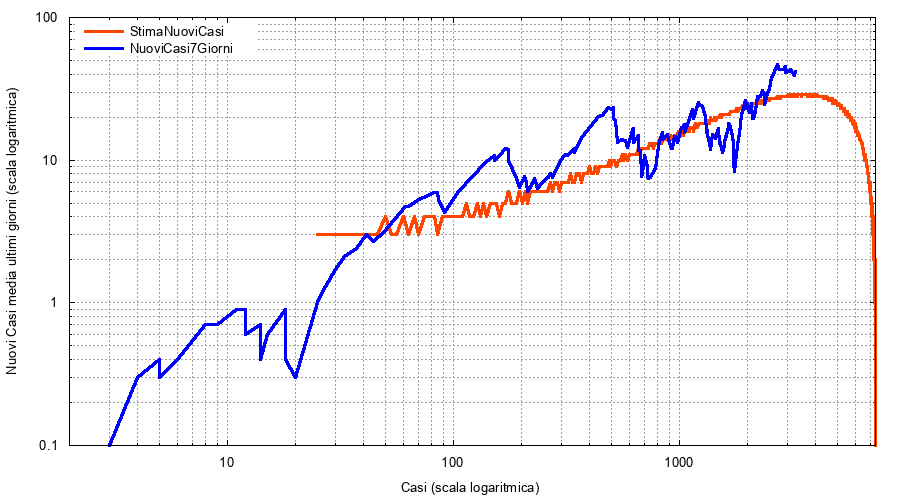 100
StimaNuoviCasi
NuoviCasi7Giorni
10
1
0.1
Nuovi Casi media ultimi giorni (scala logaritmica)
10
100
1000
Casi (scala logaritmica)